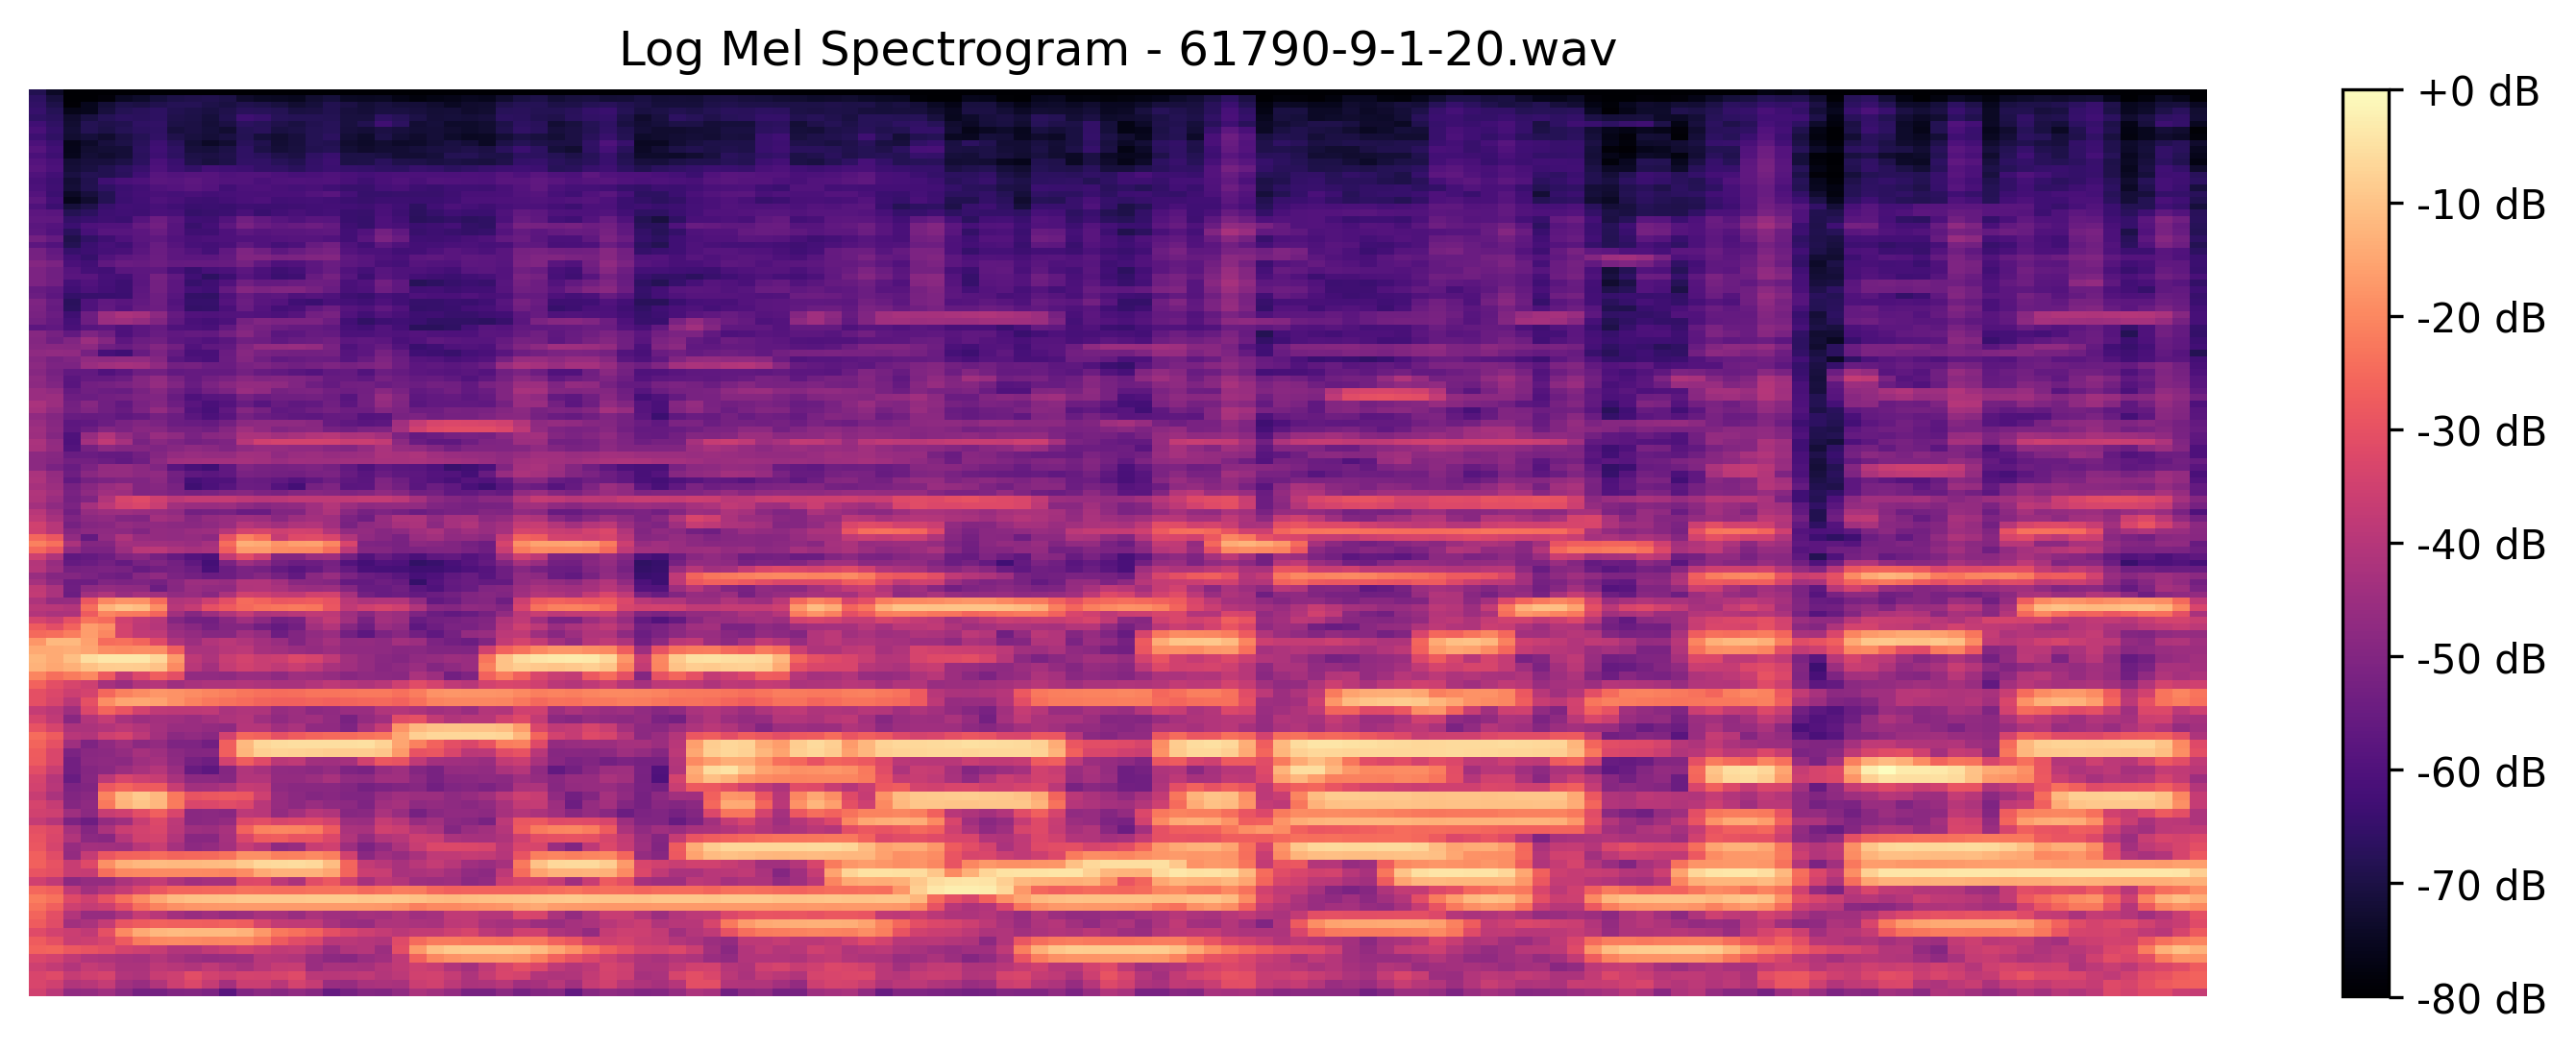 Log Mel Spectrogram - 61790-9-1-20.wav
+0 dB
-10 dB
-20 dB
-30 dB
-40 dB
-50 dB
-60 dB
-70 dB
-80 dB